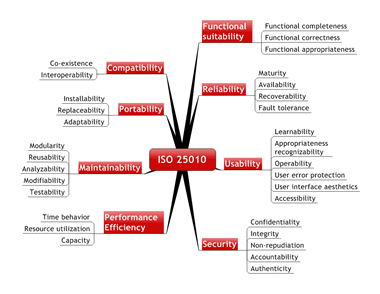 Functional
suitability
Functional completeness
Functional correctness
Functional appropriateness
Co-existence
Interoperability
Compatibility
Reliability
Maturity
Availability
Recoverability
Fault tolerance
Installability
Replaceability
Adaptability
Portability
ISO 25010
Usability
Learnability
Appropriateness
recognizability
Operability
User error protection
User interface aesthetics
Accessibility
Modularity
Reusability
Analyzability
Modifiability
Testability
Maintainability
Time behavior
Resource utilization
Capacity
Performance
Efficiency
Security
Confidentiality
Integrity
Non-repudiation
Accountability
Authenticity